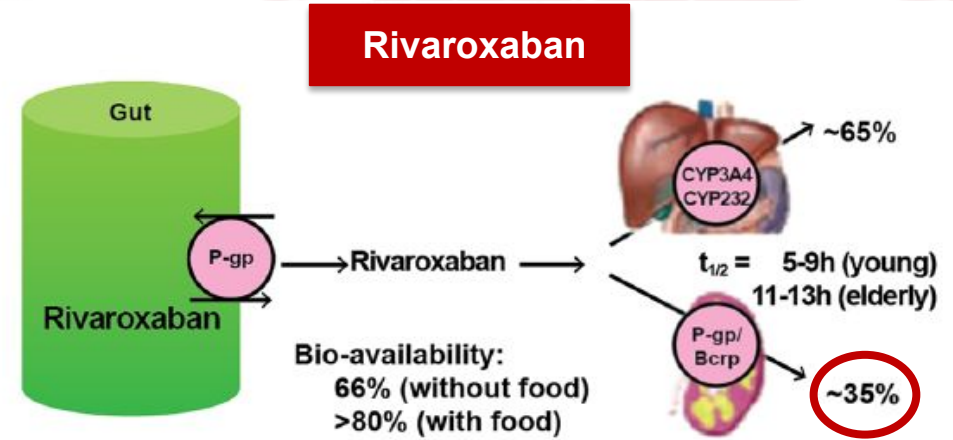 Rivaroxaban
Gut
P-gp
Rivaroxaban
Rivaroxaban
Bio-availability:
66% (without food)
>80% (with food)
CYP3A4
CYP232
~65%
t1/2 = 5-9h (young)
11-13h (elderly)
P-gp/
Bcrp
~35%